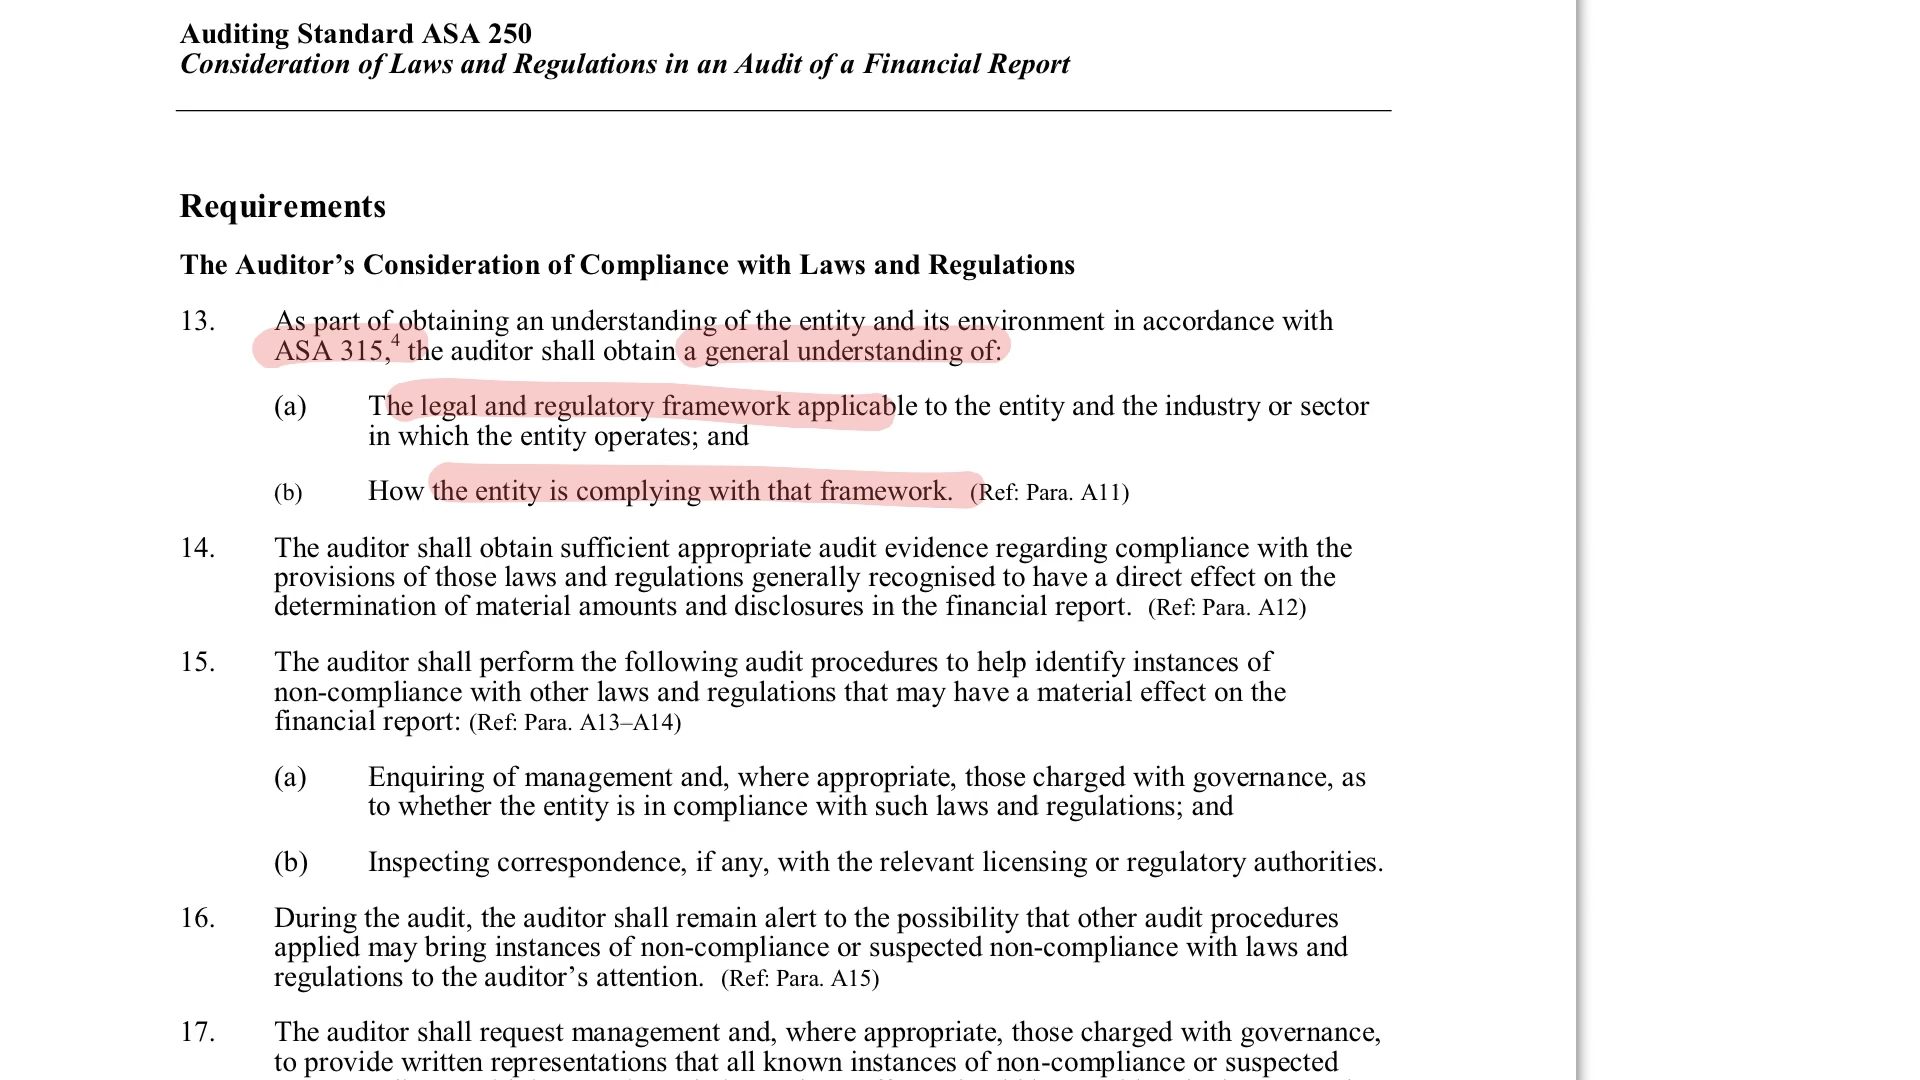 Auditing Standard ASA 250
Consideration of Laws and Regulations in an Audit of a Financial Report
Requirements
The Auditor’s Consideration of Compliance with Laws and Regulations
13. As part of obtaining an understanding of the entity and its environment in accordance with
ASA 315,4 the auditor shall obtain a general understanding of:
(a) The legal and regulatory framework applicable to the entity and the industry or sector
in which the entity operates; and
(b) How the entity is complying with that framework. (Ref: Para. A11)
14. The auditor shall obtain sufficient appropriate audit evidence regarding compliance with the
provisions of those laws and regulations generally recognised to have a direct effect on the
determination of material amounts and disclosures in the financial report. (Ref: Para. A12)
15. The auditor shall perform the following audit procedures to help identify instances of
non-compliance with other laws and regulations that may have a material effect on the
financial report: (Ref: Para. A13–A14)
(a) Enquiring of management and, where appropriate, those charged with governance, as
to whether the entity is in compliance with such laws and regulations; and
(b) Inspecting correspondence, if any, with the relevant licensing or regulatory authorities.
16. During the audit, the auditor shall remain alert to the possibility that other audit procedures
applied may bring instances of non-compliance or suspected non-compliance with laws and
regulations to the auditor’s attention. (Ref: Para. A15)
17. The auditor shall request management and, where appropriate, those charged with governance,
to provide written representations that all known instances of non-compliance or suspected